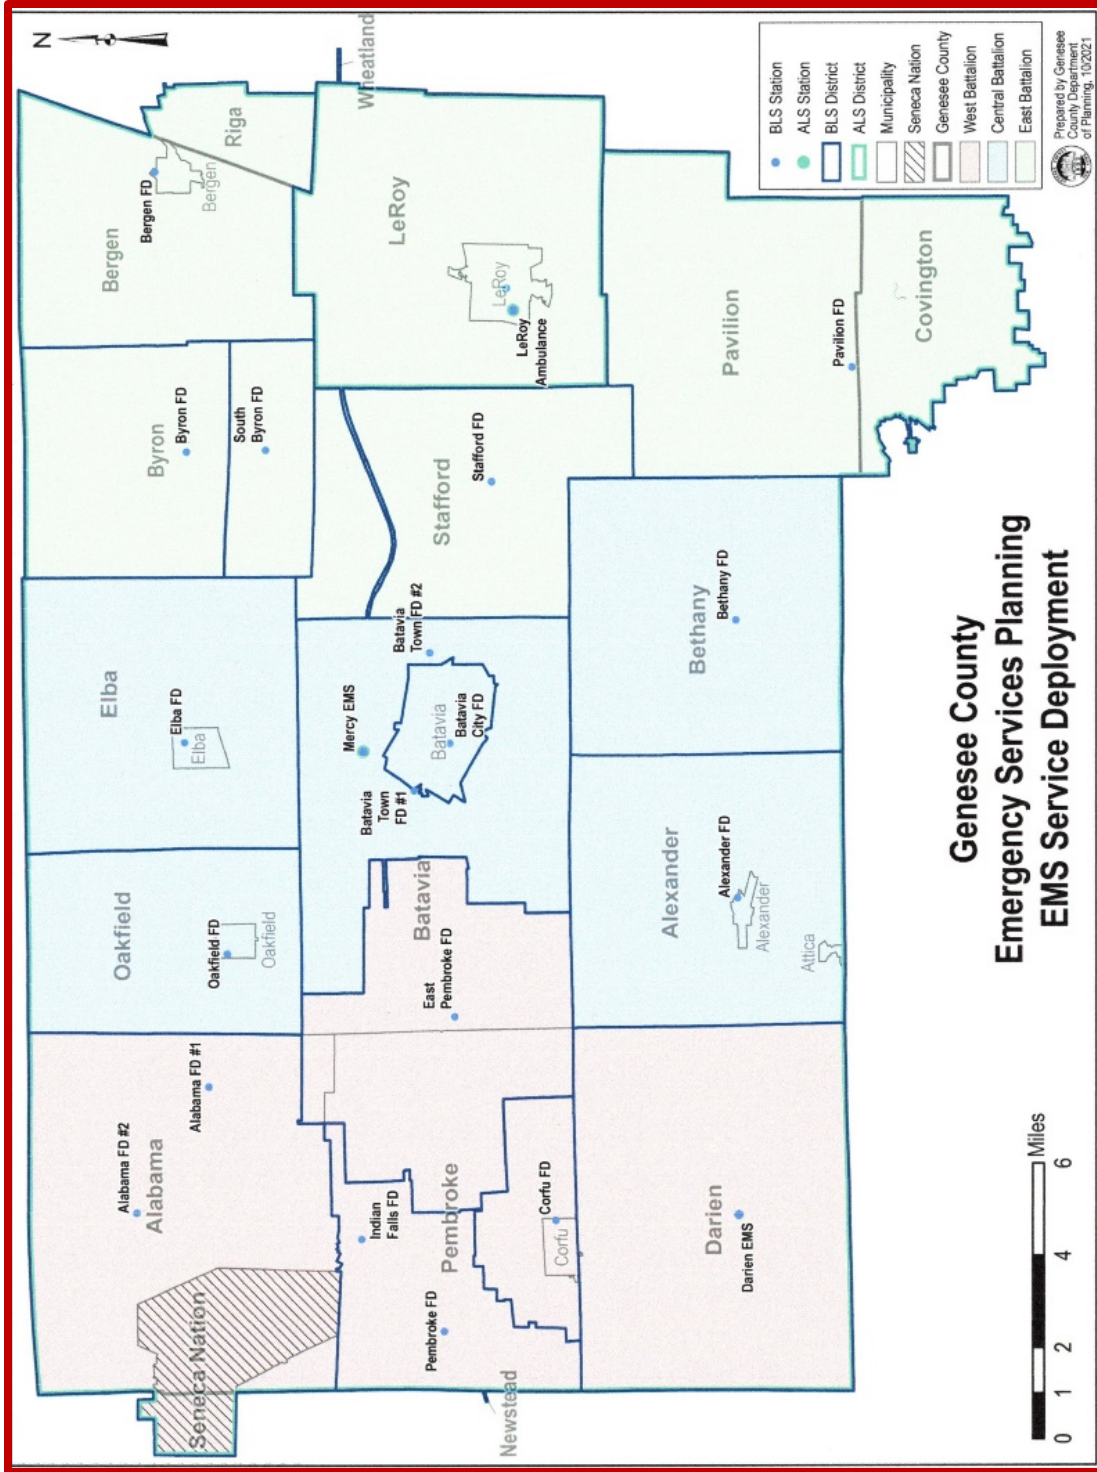 N
Wheatland
Riga
Bergen FD
Bergen
Bergen
LeRoy
LeRoy
LeRoy
Ambulance
Pavilion
Pavilion FD
Covington
Byron
Byron FD
South
Byron FD
Stafford
Stafford FD
Elba
Elba FD
Elba
Mercy EMS
Batavia
Town FD #2
Batavia
Batavia
City FD
Batavia
Town
FD #1
Bethany
Bethany FD
Oakfield
Oakfield FD
Oakfield
Batavia
East
Pembroke FD
Alexander
Alexander FD
Alexander
Attica
Alabama FD #1
Alabama FD #2
Alabama
Seneca Nation
Indian
Falls FD
Pembroke
Pembroke FD
Corfu FD
Corfu
Newstead
Darien
Darien EMS
Genesee County
Emergency Services Planning
EMS Service Deployment
0 1 2 4 6 Miles
BLS Station
ALS Station
BLS District
ALS District
Municipality
Seneca Nation
Genesee County
West Battalion
Central Battalion
East Battalion
Prepared by Genesee
County Department
of Planning, 10/2021